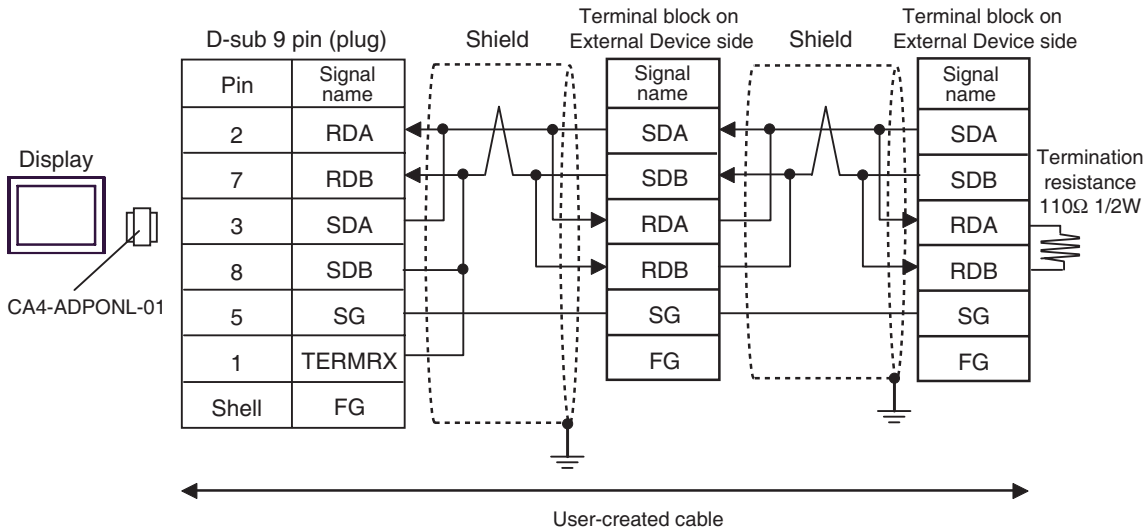 Terminal block on
External Device side
Terminal block on
External Device side
D-sub 9 pin (plug)
Shield
Shield
Pin
Signal
name
2
RDA
7
RDB
3
SDA
8
SDB
5
SG
1
TERMRX
Shell
FG
Signal
name
SDA
SDB
RDA
RDB
SG
FG
Signal
name
SDA
SDB
RDA
RDB
SG
FG
Display
CA4-ADPONL-01
Termination
resistance
110Ω 1/2W
User-created cable